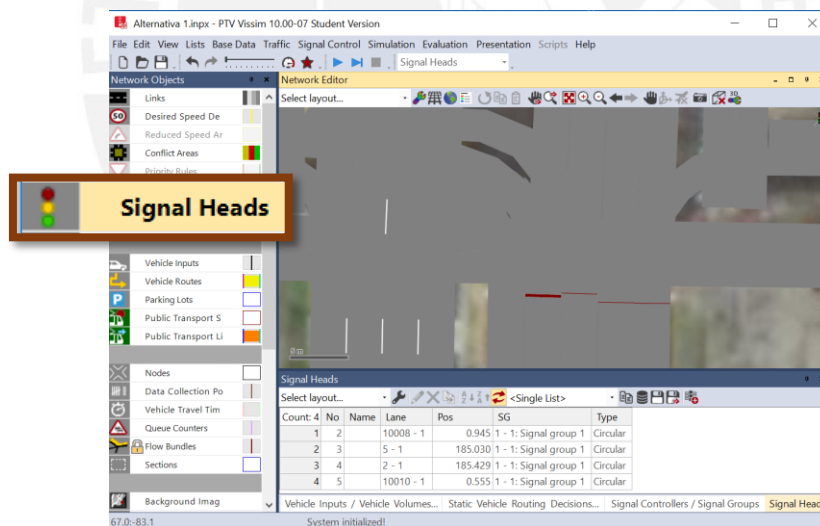 Alternativa 1.inpx - PTV Vissim 10.00-07 Student Version
File Edit View Lists Base Data Traffic Signal Control Simulation Evaluation Presentation Scripts Help
Signal Heads
Network Objects
Network Editor
Select layout...
Links
50 Desired Speed De
Reduced Speed Ar
Conflict Areas
Priority Rules
Signal Heads
Vehicle Inputs
Vehicle Routes
P Parking Lots
Public Transport S
Public Transport Li
Nodes
Data Collection Po
Vehicle Travel Tim
Queue Counters
Flow Bundles
Sections
Background Imag
Signal Heads
Select layout... <Single List>
Count: 4 No Name Lane Pos SG Type
1 2 10008 - 1 0.945 1 - 1: Signal group 1 Circular
2 3 5 - 1 185.030 1 - 1: Signal group 1 Circular
3 4 2 - 1 185.429 1 - 1: Signal group 1 Circular
4 5 10010 - 1 0.555 1 - 1: Signal group 1 Circular
Vehicle Inputs / Vehicle Volumes... Static Vehicle Routing Decisions... Signal Controllers / Signal Groups Signal Head
67.0:-83.1 System initialized!